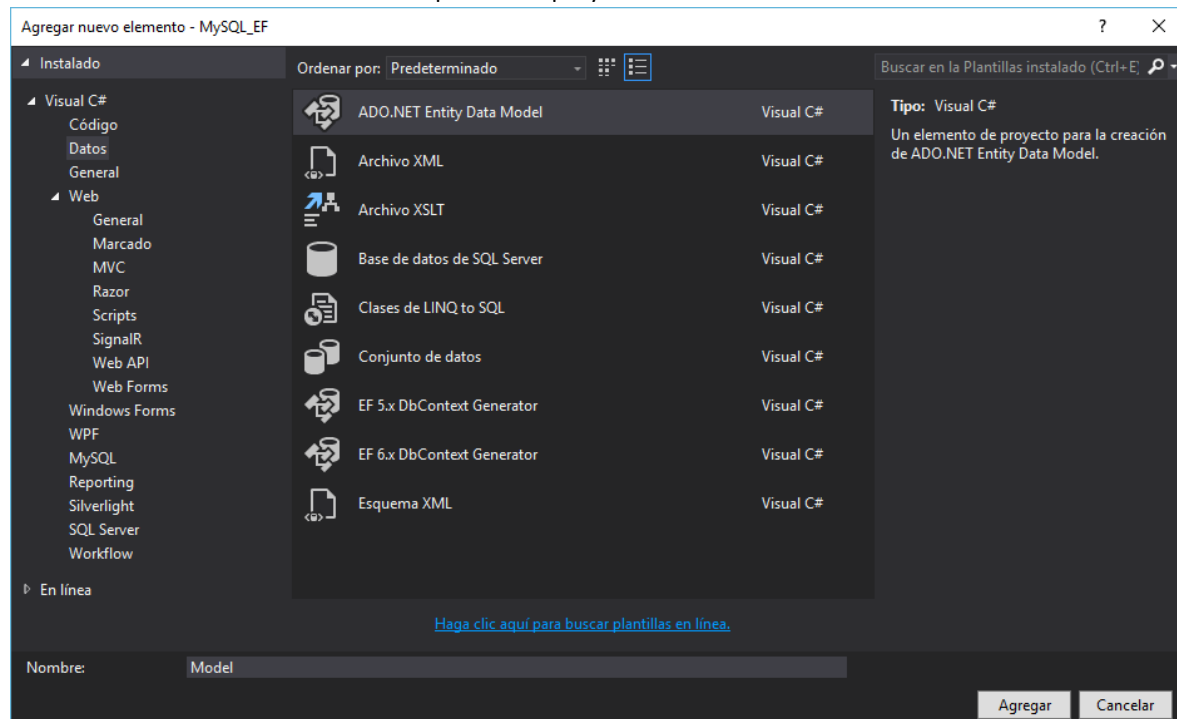 Agregar nuevo elemento - MySQL_EF
?
Instalado
Ordenar por: Predeterminado
Buscar en la Plantillas instalado (Ctrl+E)
Visual C#
Código
Datos
General
Web
General
Marcado
MVC
Razor
Scripts
SignalR
Web API
Web Forms
Windows Forms
WPF
MySQL
Reporting
Silverlight
SQL Server
Workflow
En línea
ADO.NET Entity Data Model Visual C#
Archivo XML Visual C#
Archivo XSLT Visual C#
Base de datos de SQL Server Visual C#
Clases de LINQ to SQL Visual C#
Conjunto de datos Visual C#
EF 5.x DbContext Generator Visual C#
EF 6.x DbContext Generator Visual C#
Esquema XML Visual C#
Tipo: Visual C#
Un elemento de proyecto para la creación
de ADO.NET Entity Data Model.
Haga clic aquí para buscar plantillas en línea.
Nombre: Model
Agregar Cancelar